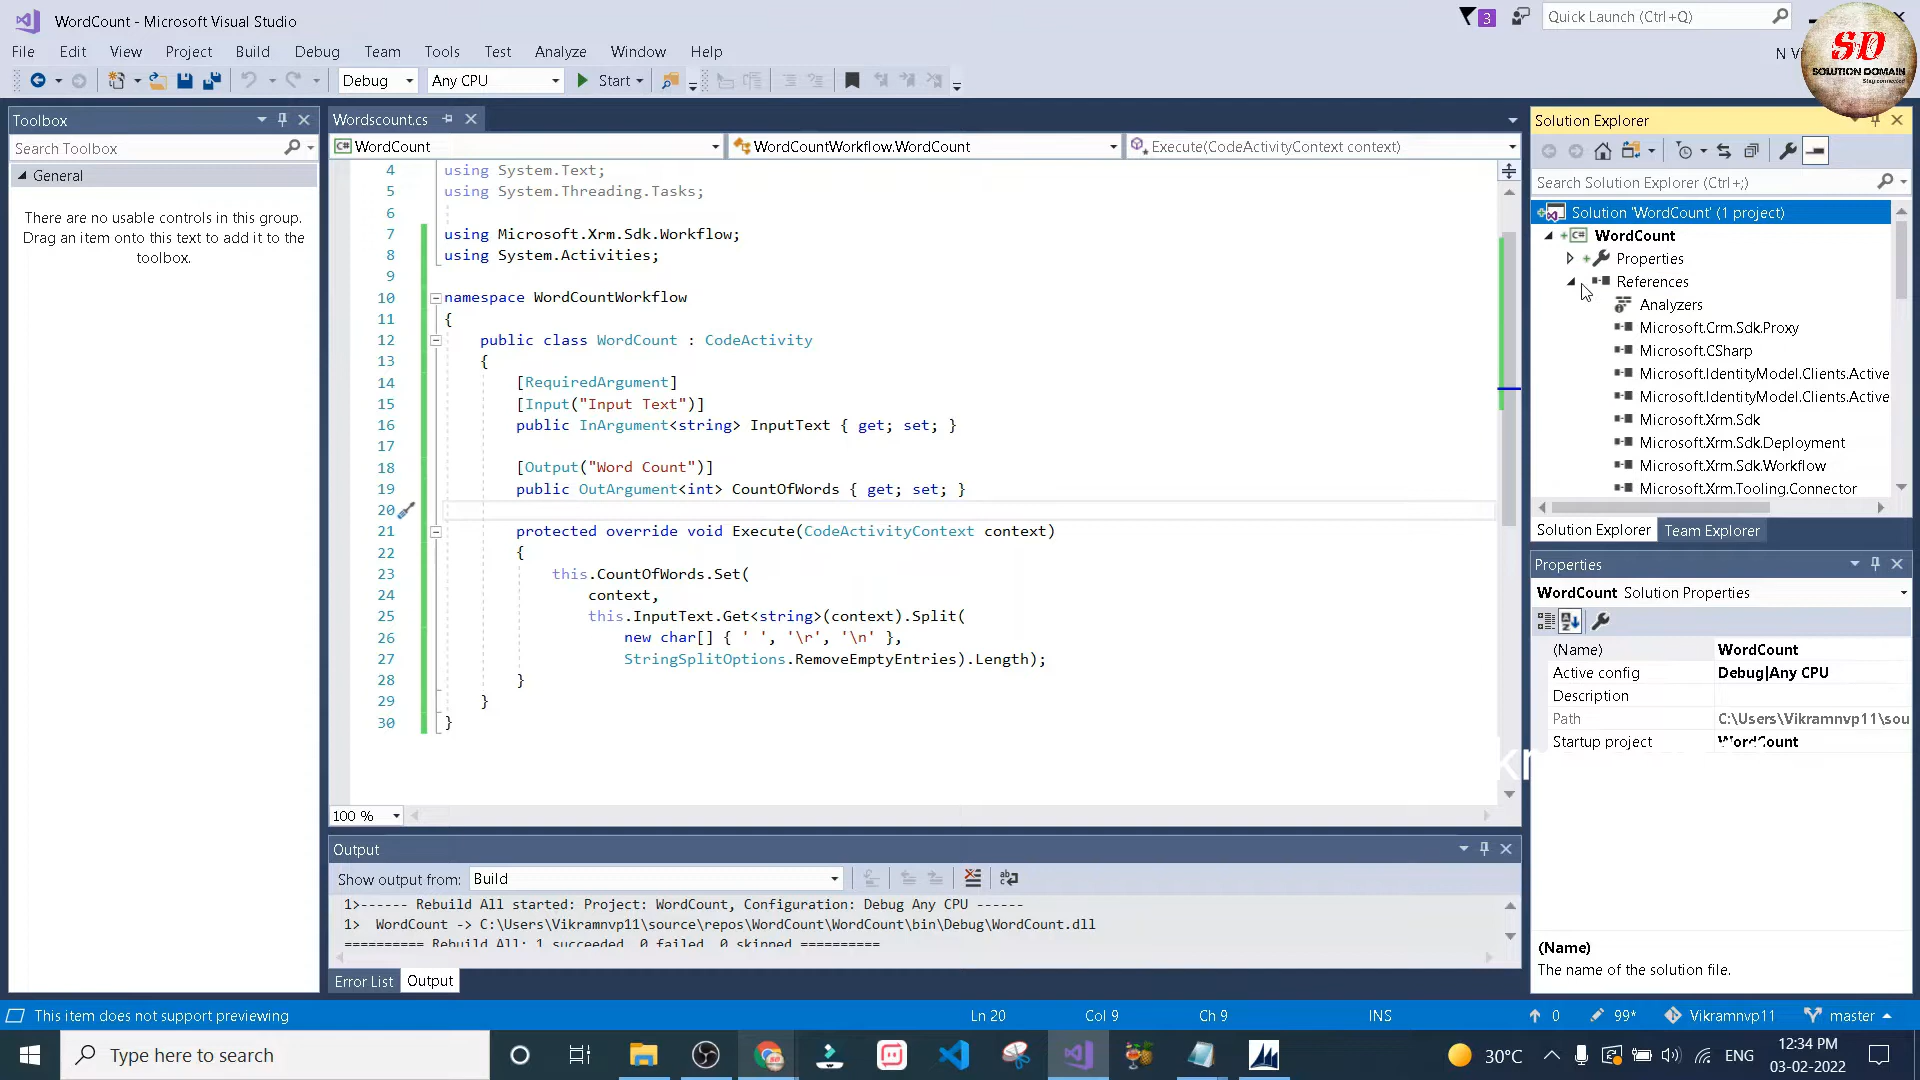 WordCount - Microsoft Visual Studio
3
Quick Launch (Ctrl+Q)
File Edit View Project Build Debug Team Tools Test Analyze Window Help
SD
SOLUTION DOMAIN
Stay connected
Debug Any CPU Start
Toolbox
Search Toolbox
General
There are no usable controls in this group.
Drag an item onto this text to add it to the
toolbox.
Wordscount.cs
WordCount
WordCountWorkflow.WordCount
Execute(CodeActivityContext context)
4 using System.Text;
5 using System.Threading.Tasks;
6
7 using Microsoft.Xrm.Sdk.Workflow;
8 using System.Activities;
9
10 namespace WordCountWorkflow
11 {
12 public class WordCount : CodeActivity
13 {
14 [RequiredArgument]
15 [Input("Input Text")]
16 public InArgument<string> InputText { get; set; }
17
18 [Output("Word Count")]
19 public OutArgument<int> CountOfWords { get; set; }
20
21 protected override void Execute(CodeActivityContext context)
22 {
23 this.CountOfWords.Set(
24 context,
25 this.InputText.Get<string>(context).Split(
26 new char[] { ' ', '\r', '\n' },
27 StringSplitOptions.RemoveEmptyEntries).Length);
28 }
29 }
30 }
100 %
Output
Show output from: Build
1>------ Rebuild All started: Project: WordCount, Configuration: Debug Any CPU ------
1> WordCount -> C:\Users\Vikramnvp11\source\repos\WordCount\WordCount\bin\Debug\WordCount.dll
========== Rebuild All: 1 succeeded, 0 failed, 0 skipped ==========
Error List Output
Solution Explorer
Search Solution Explorer (Ctrl+;)
Solution 'WordCount' (1 project)
WordCount
Properties
References
Analyzers
Microsoft.Crm.Sdk.Proxy
Microsoft.CSharp
Microsoft.IdentityModel.Clients.Active
Microsoft.IdentityModel.Clients.Active
Microsoft.Xrm.Sdk
Microsoft.Xrm.Sdk.Deployment
Microsoft.Xrm.Sdk.Workflow
Microsoft.Xrm.Tooling.Connector
Solution Explorer Team Explorer
Properties
WordCount Solution Properties
(Name) WordCount
Active config Debug|Any CPU
Description
Path C:\Users\Vikramnvp11\sou
Startup project WordCount
(Name)
The name of the solution file.
This item does not support previewing Ln 20 Col 9 Ch 9 INS 0 99* Vikramnvp11 master
Type here to search
30°C
ENG
12:34 PM
03-02-2022